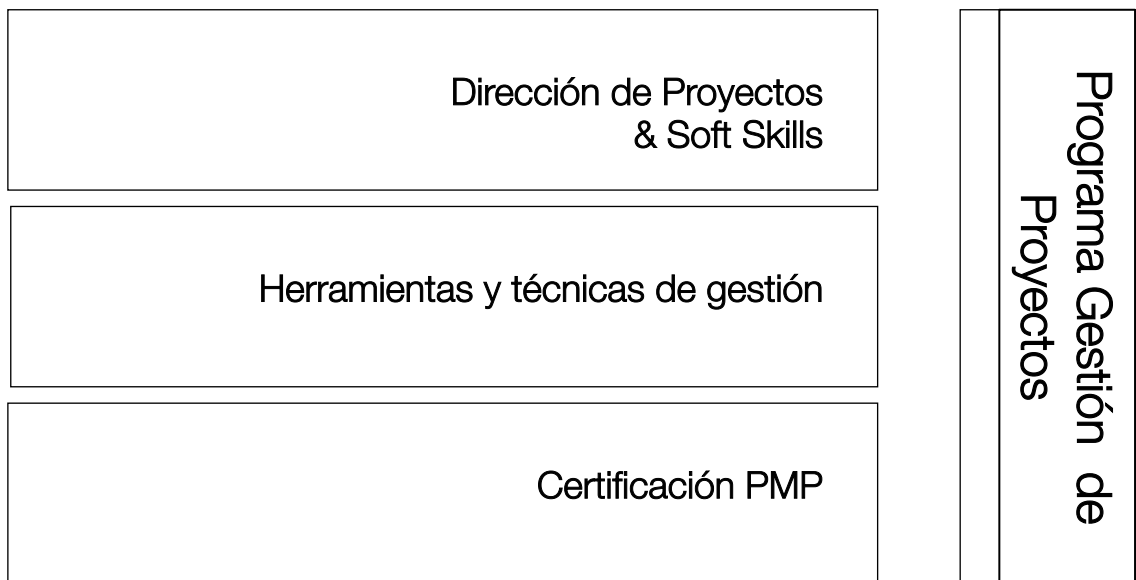 Dirección de Proyectos
& Soft Skills
Herramientas y técnicas de gestión
Certificación PMP
Programa Gestión de
Proyectos